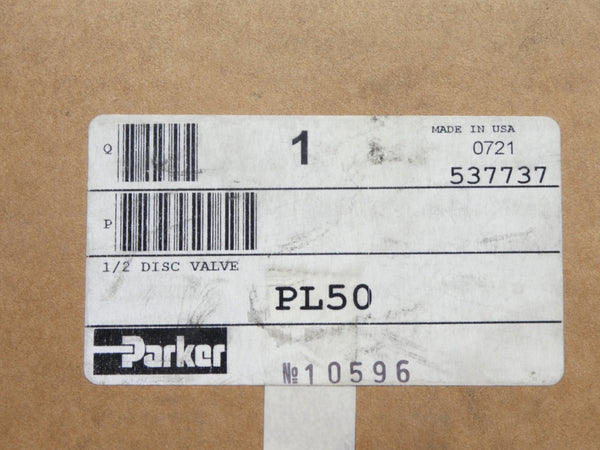 Q 1 MADE IN USA
0721
537737
P
1/2 DISC VALVE
PL50
Parker
№10596